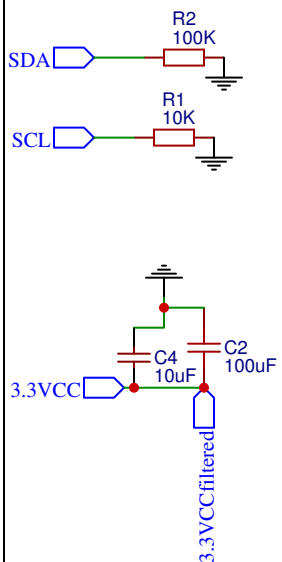 R2
100K
SDA
R1
10K
SCL
C4
10uF
C2
100uF
3.3VCC
3.3VCCfiltered